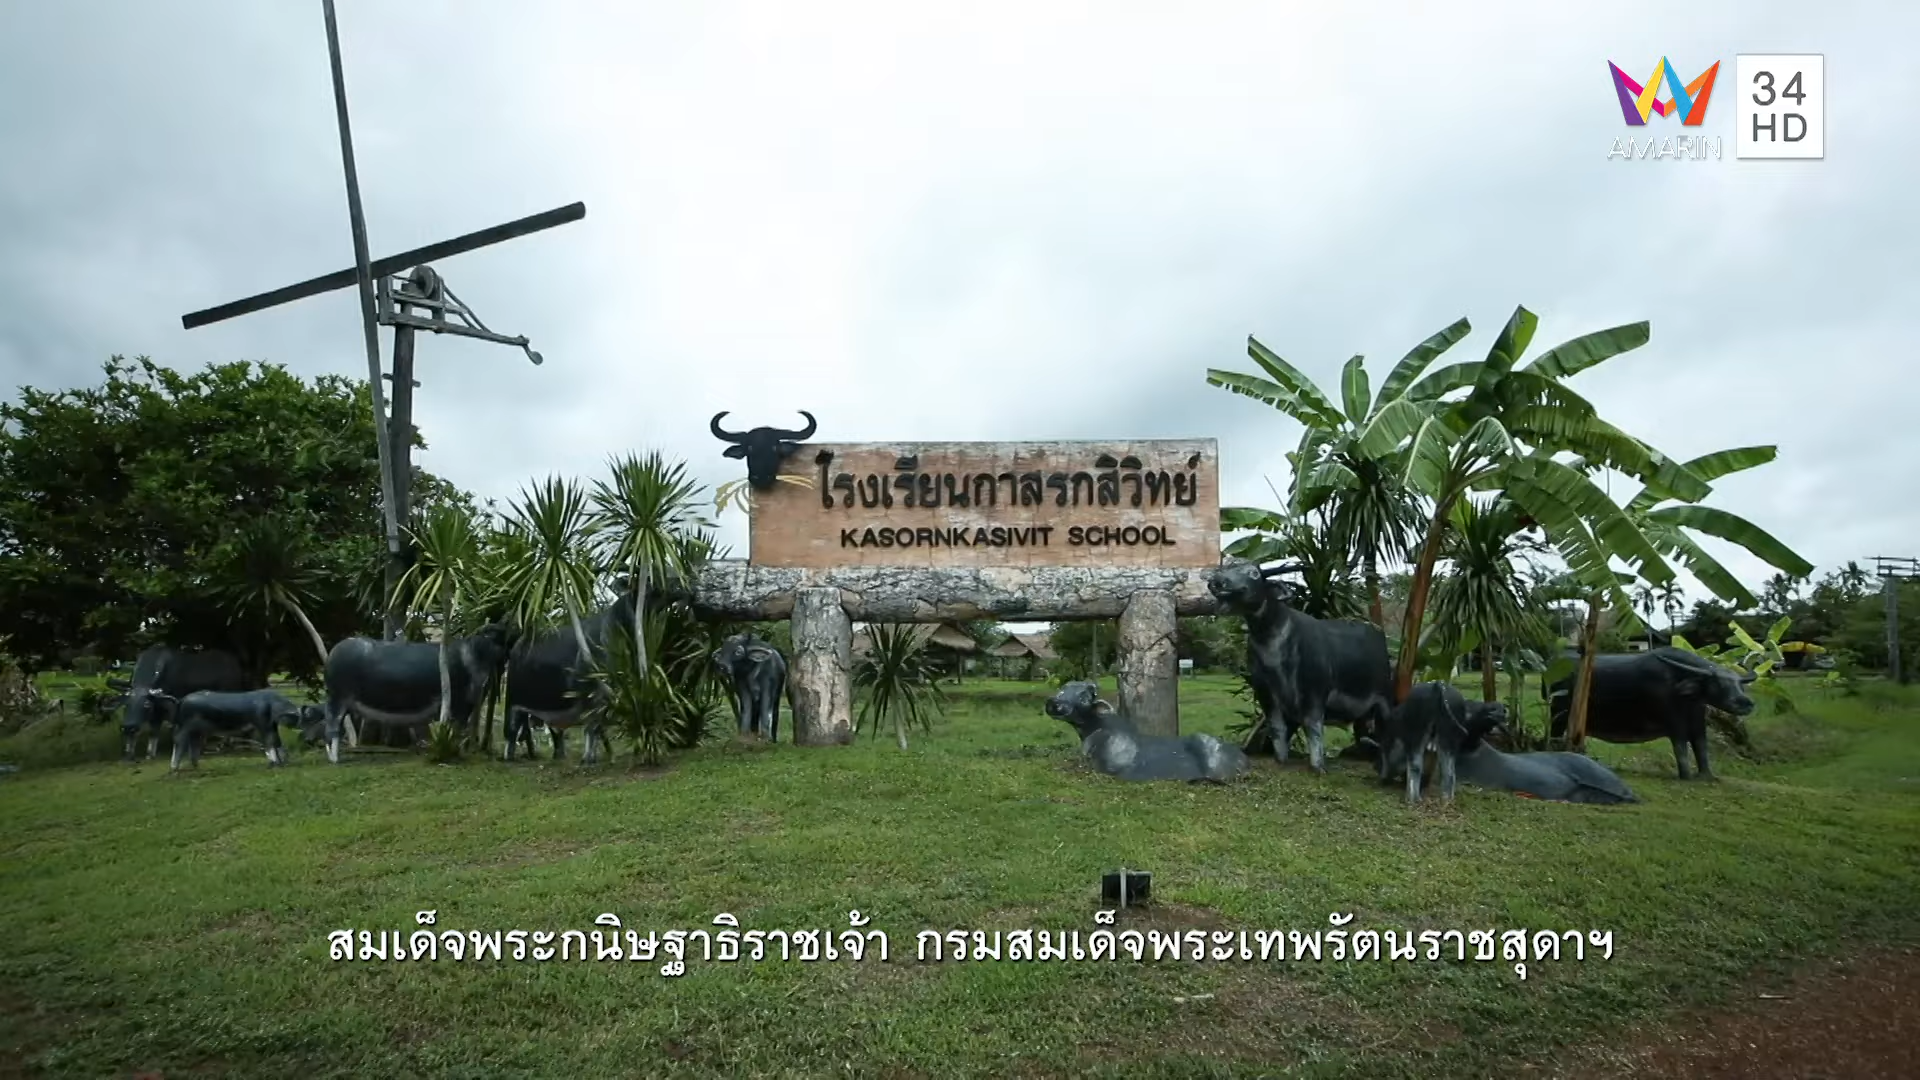 AMARIN
34
HD
โรงเรียนกาสรกสิวิทย์
KASORNKASIVIT SCHOOL
สมเด็จพระกนิษฐาธิราชเจ้า กรมสมเด็จพระเทพรัตนราชสุดาฯ